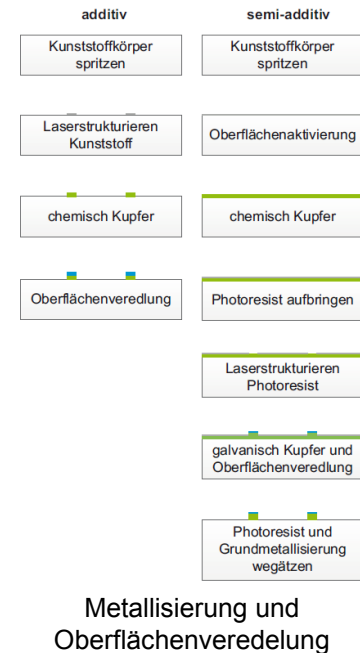 additiv
Kunststoffkörper
spritzen
Laserstrukturieren
Kunststoff
chemisch Kupfer
Oberflächenveredlung
semi-additiv
Kunststoffkörper
spritzen
Oberflächenaktivierung
chemisch Kupfer
Photoresist aufbringen
Laserstrukturieren
Photoresist
galvanisch Kupfer und
Oberflächenveredlung
Photoresist und
Grundmetallisierung
wegätzen
Metallisierung und
Oberflächenveredelung